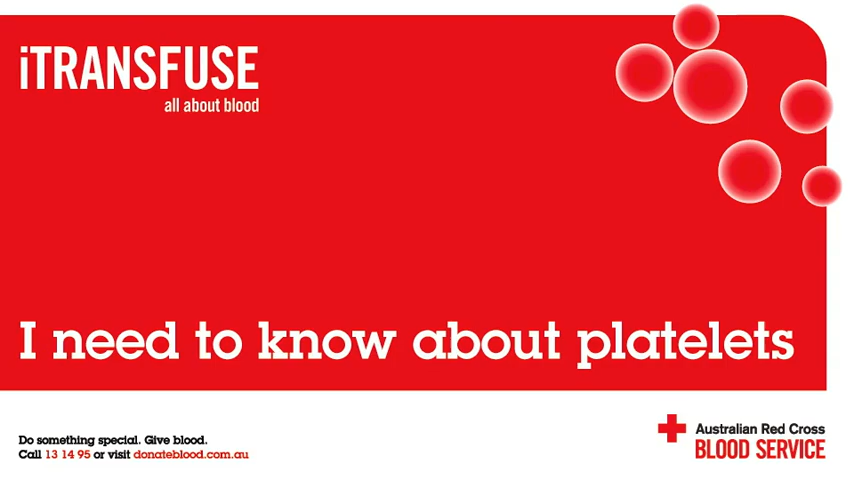 iTRANSFUSE
all about blood
I need to know about platelets
Do something special. Give blood.
Call 13 14 95 or visit donateblood.com.au
Australian Red Cross
BLOOD SERVICE